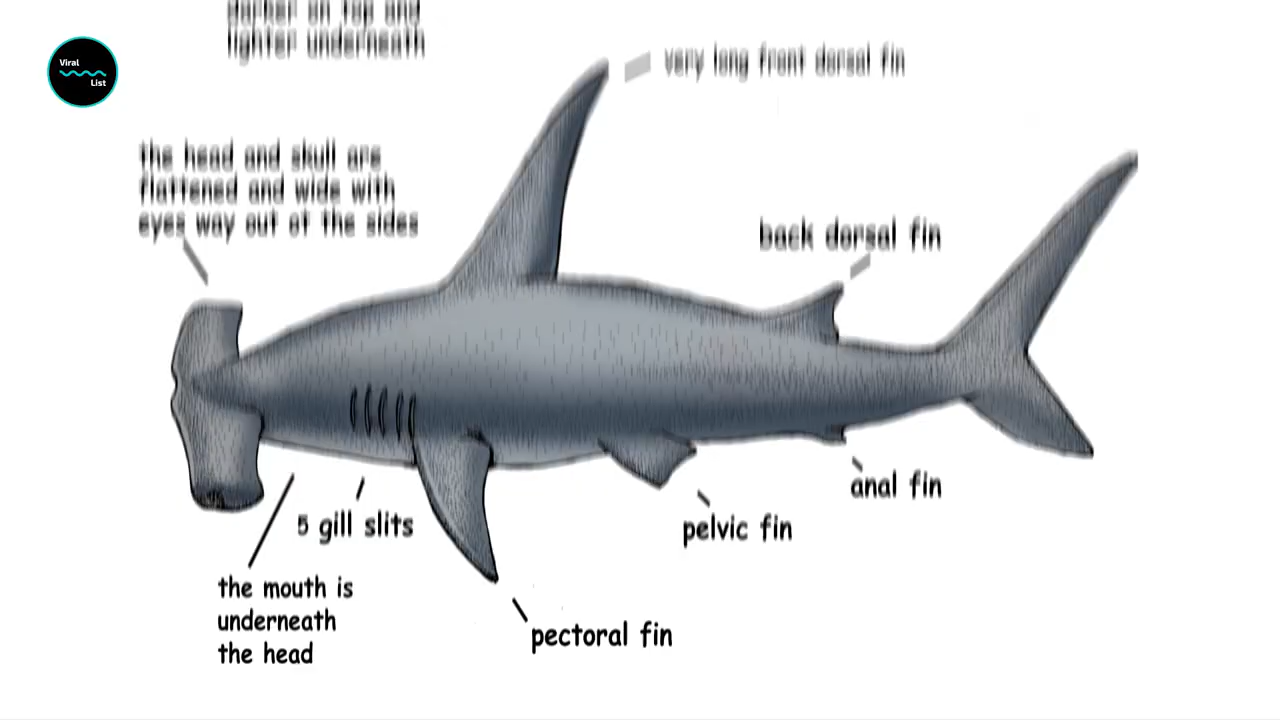 darker on top and
lighter underneath
Viral
List
very long front dorsal fin
the head and skull are
flattened and wide with
eyes way out at the sides
back dorsal fin
anal fin
5 gill slits
pelvic fin
the mouth is
underneath
the head
pectoral fin